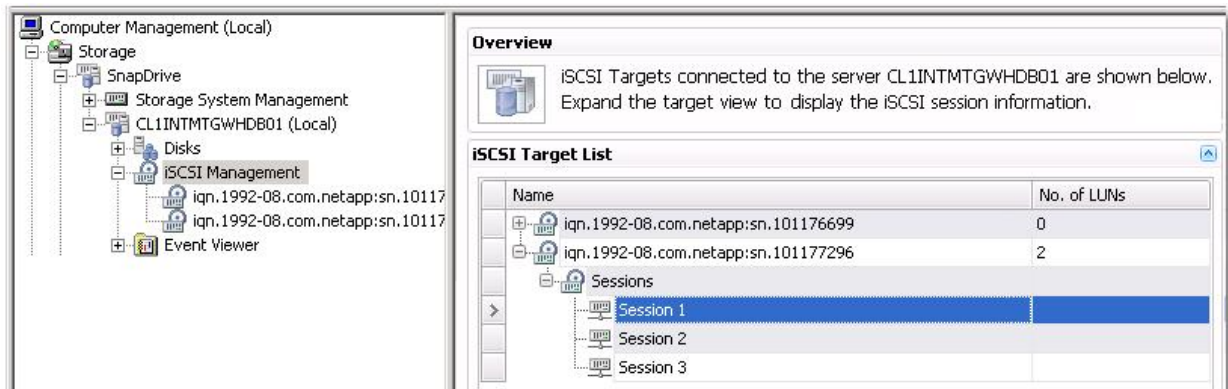 Computer Management (Local)
Storage
SnapDrive
Storage System Management
CL1INTMTGWHDB01 (Local)
Disks
iSCSI Management
iqn.1992-08.com.netapp:sn.10117
iqn.1992-08.com.netapp:sn.10117
Event Viewer
Overview
iSCSI Targets connected to the server CL1INTMTGWHDB01 are shown below.
Expand the target view to display the iSCSI session information.
iSCSI Target List
Name No. of LUNs
iqn.1992-08.com.netapp:sn.101176699 0
iqn.1992-08.com.netapp:sn.101177296 2
Sessions
Session 1
Session 2
Session 3